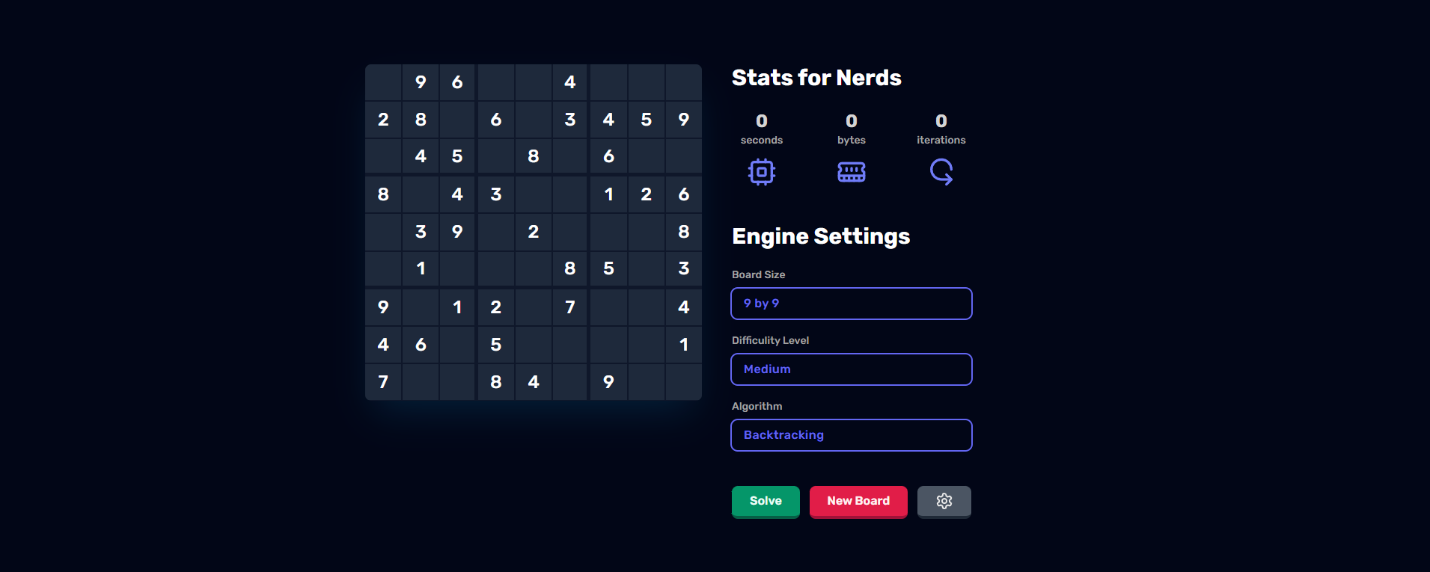 9 6 4
2 8 6 3 4 5 9
4 5 8 6
8 4 3 1 2 6
3 9 2 8
1 8 5 3
9 1 2 7 4
4 6 5 1
7 8 4 9
Stats for Nerds
0 0 0
seconds bytes iterations
Engine Settings
Board Size
9 by 9
Difficulity Level
Medium
Algorithm
Backtracking
Solve New Board